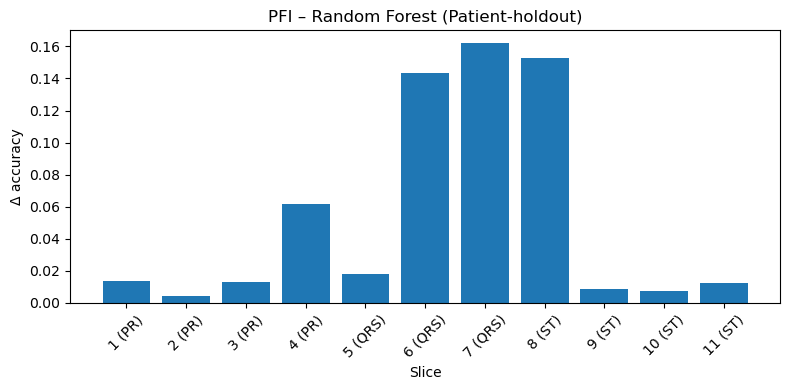 PFI – Random Forest (Patient-holdout)
Δ accuracy
0.16
0.14
0.12
0.10
0.08
0.06
0.04
0.02
0.00
1 (PR)
2 (PR)
3 (PR)
4 (PR)
5 (QRS)
6 (QRS)
7 (QRS)
8 (ST)
9 (ST)
10 (ST)
11 (ST)
Slice